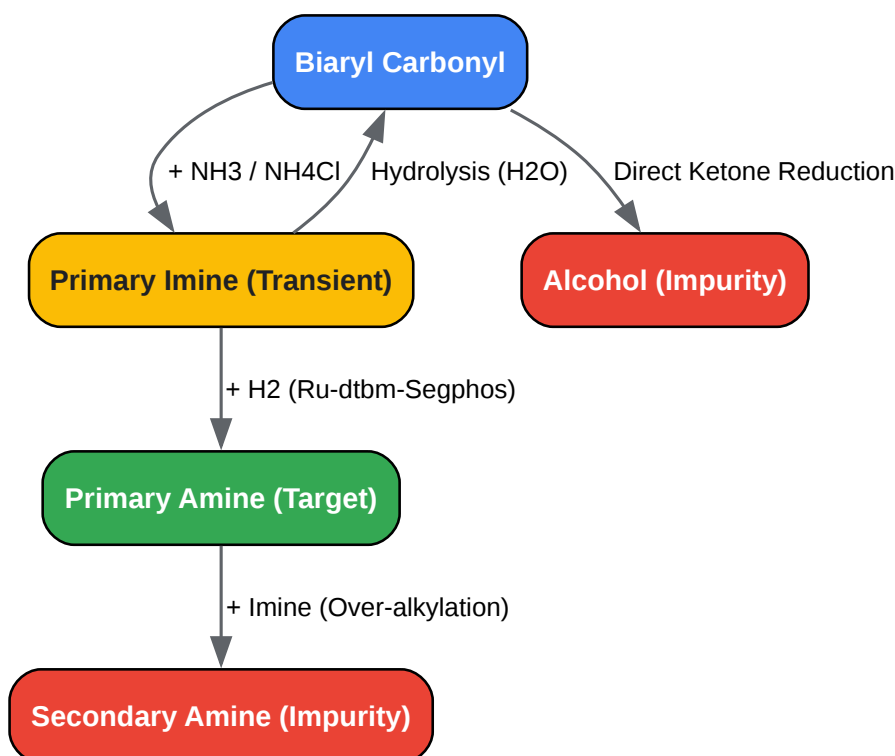 Biaryl Carbonyl
+ NH3 / NH4Cl
Hydrolysis (H2O)
Direct Ketone Reduction
Primary Imine (Transient)
Alcohol (Impurity)
+ H2 (Ru-dtbm-Segphos)
Primary Amine (Target)
+ Imine (Over-alkylation)
Secondary Amine (Impurity)